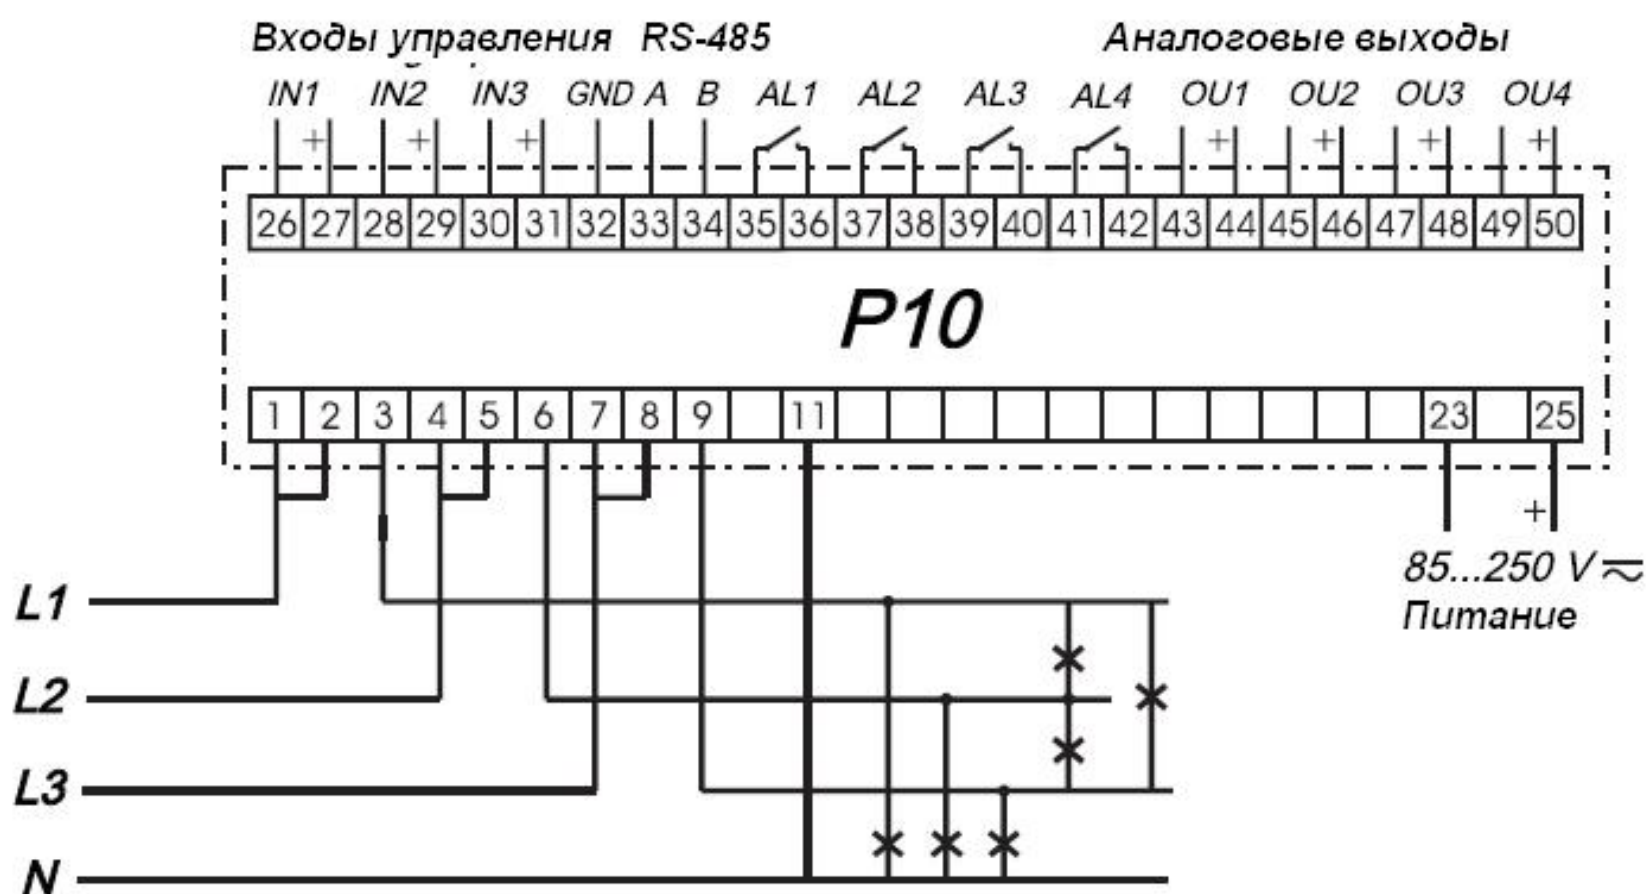 Входы управления RS-485 Аналоговые выходы
IN1 IN2 IN3 GND A B AL1 AL2 AL3 AL4 OU1 OU2 OU3 OU4
+ + + + + + +
26 27 28 29 30 31 32 33 34 35 36 37 38 39 40 41 42 43 44 45 46 47 48 49 50
P10
1 2 3 4 5 6 7 8 9 11 23 25
+
85...250 V
Питание
L1
L2
L3
N